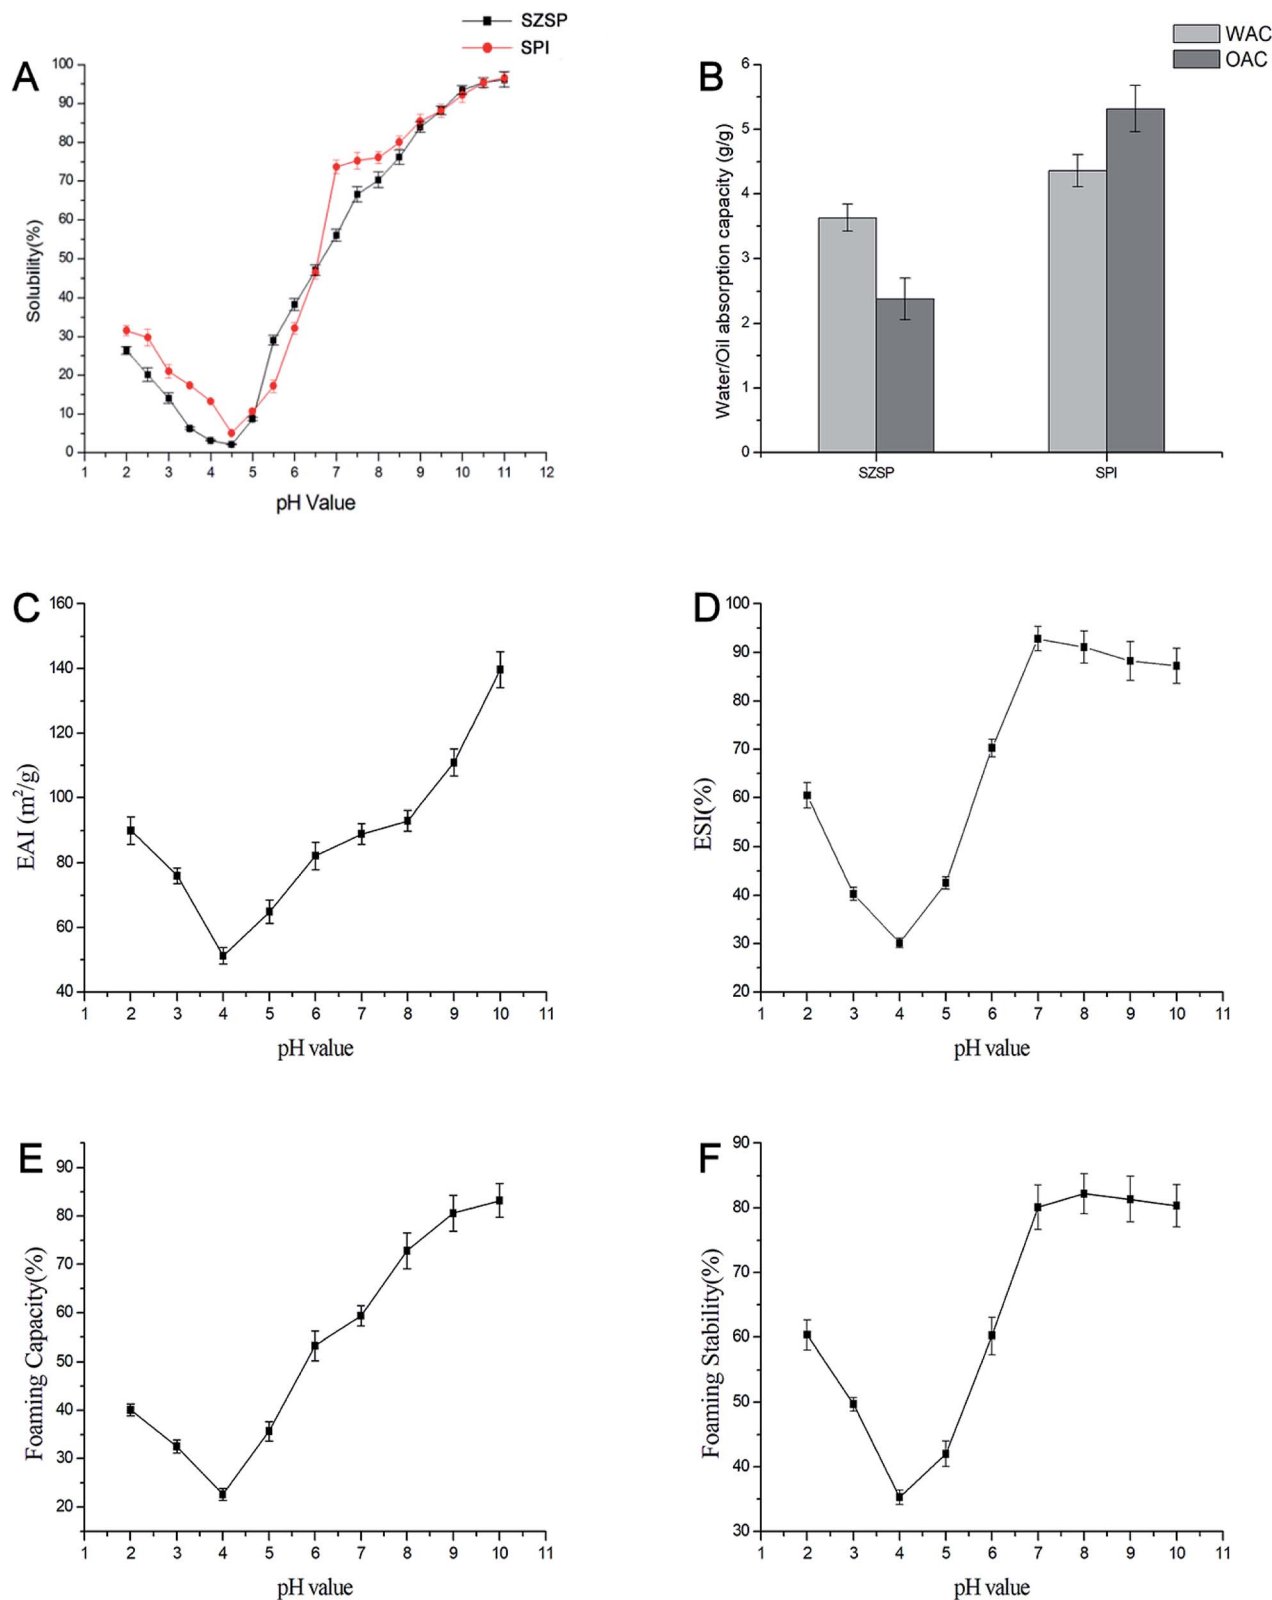 SZSP
SPI
A
100
90
80
70
60
50
40
30
20
10
0
Solubility(%)
1 2 3 4 5 6 7 8 9 10 11 12
pH Value
WAC
OAC
B
6
5
4
3
2
1
0
Water/Oil absorption capacity (g/g)
SZSP SPI
C
160
140
120
100
80
60
40
EAI (m²/g)
1 2 3 4 5 6 7 8 9 10 11
pH value
D
100
90
80
70
60
50
40
30
20
ESI(%)
1 2 3 4 5 6 7 8 9 10 11
pH value
E
90
80
70
60
50
40
30
20
Foaming Capacity(%)
1 2 3 4 5 6 7 8 9 10 11
pH value
F
90
80
70
60
50
40
30
Foaming Stability(%)
1 2 3 4 5 6 7 8 9 10 11
pH value